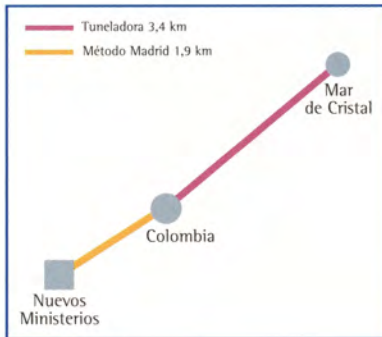 Tuneladora 3,4 km
Método Madrid 1,9 km
Mar
de Cristal
Colombia
Nuevos
Ministerios